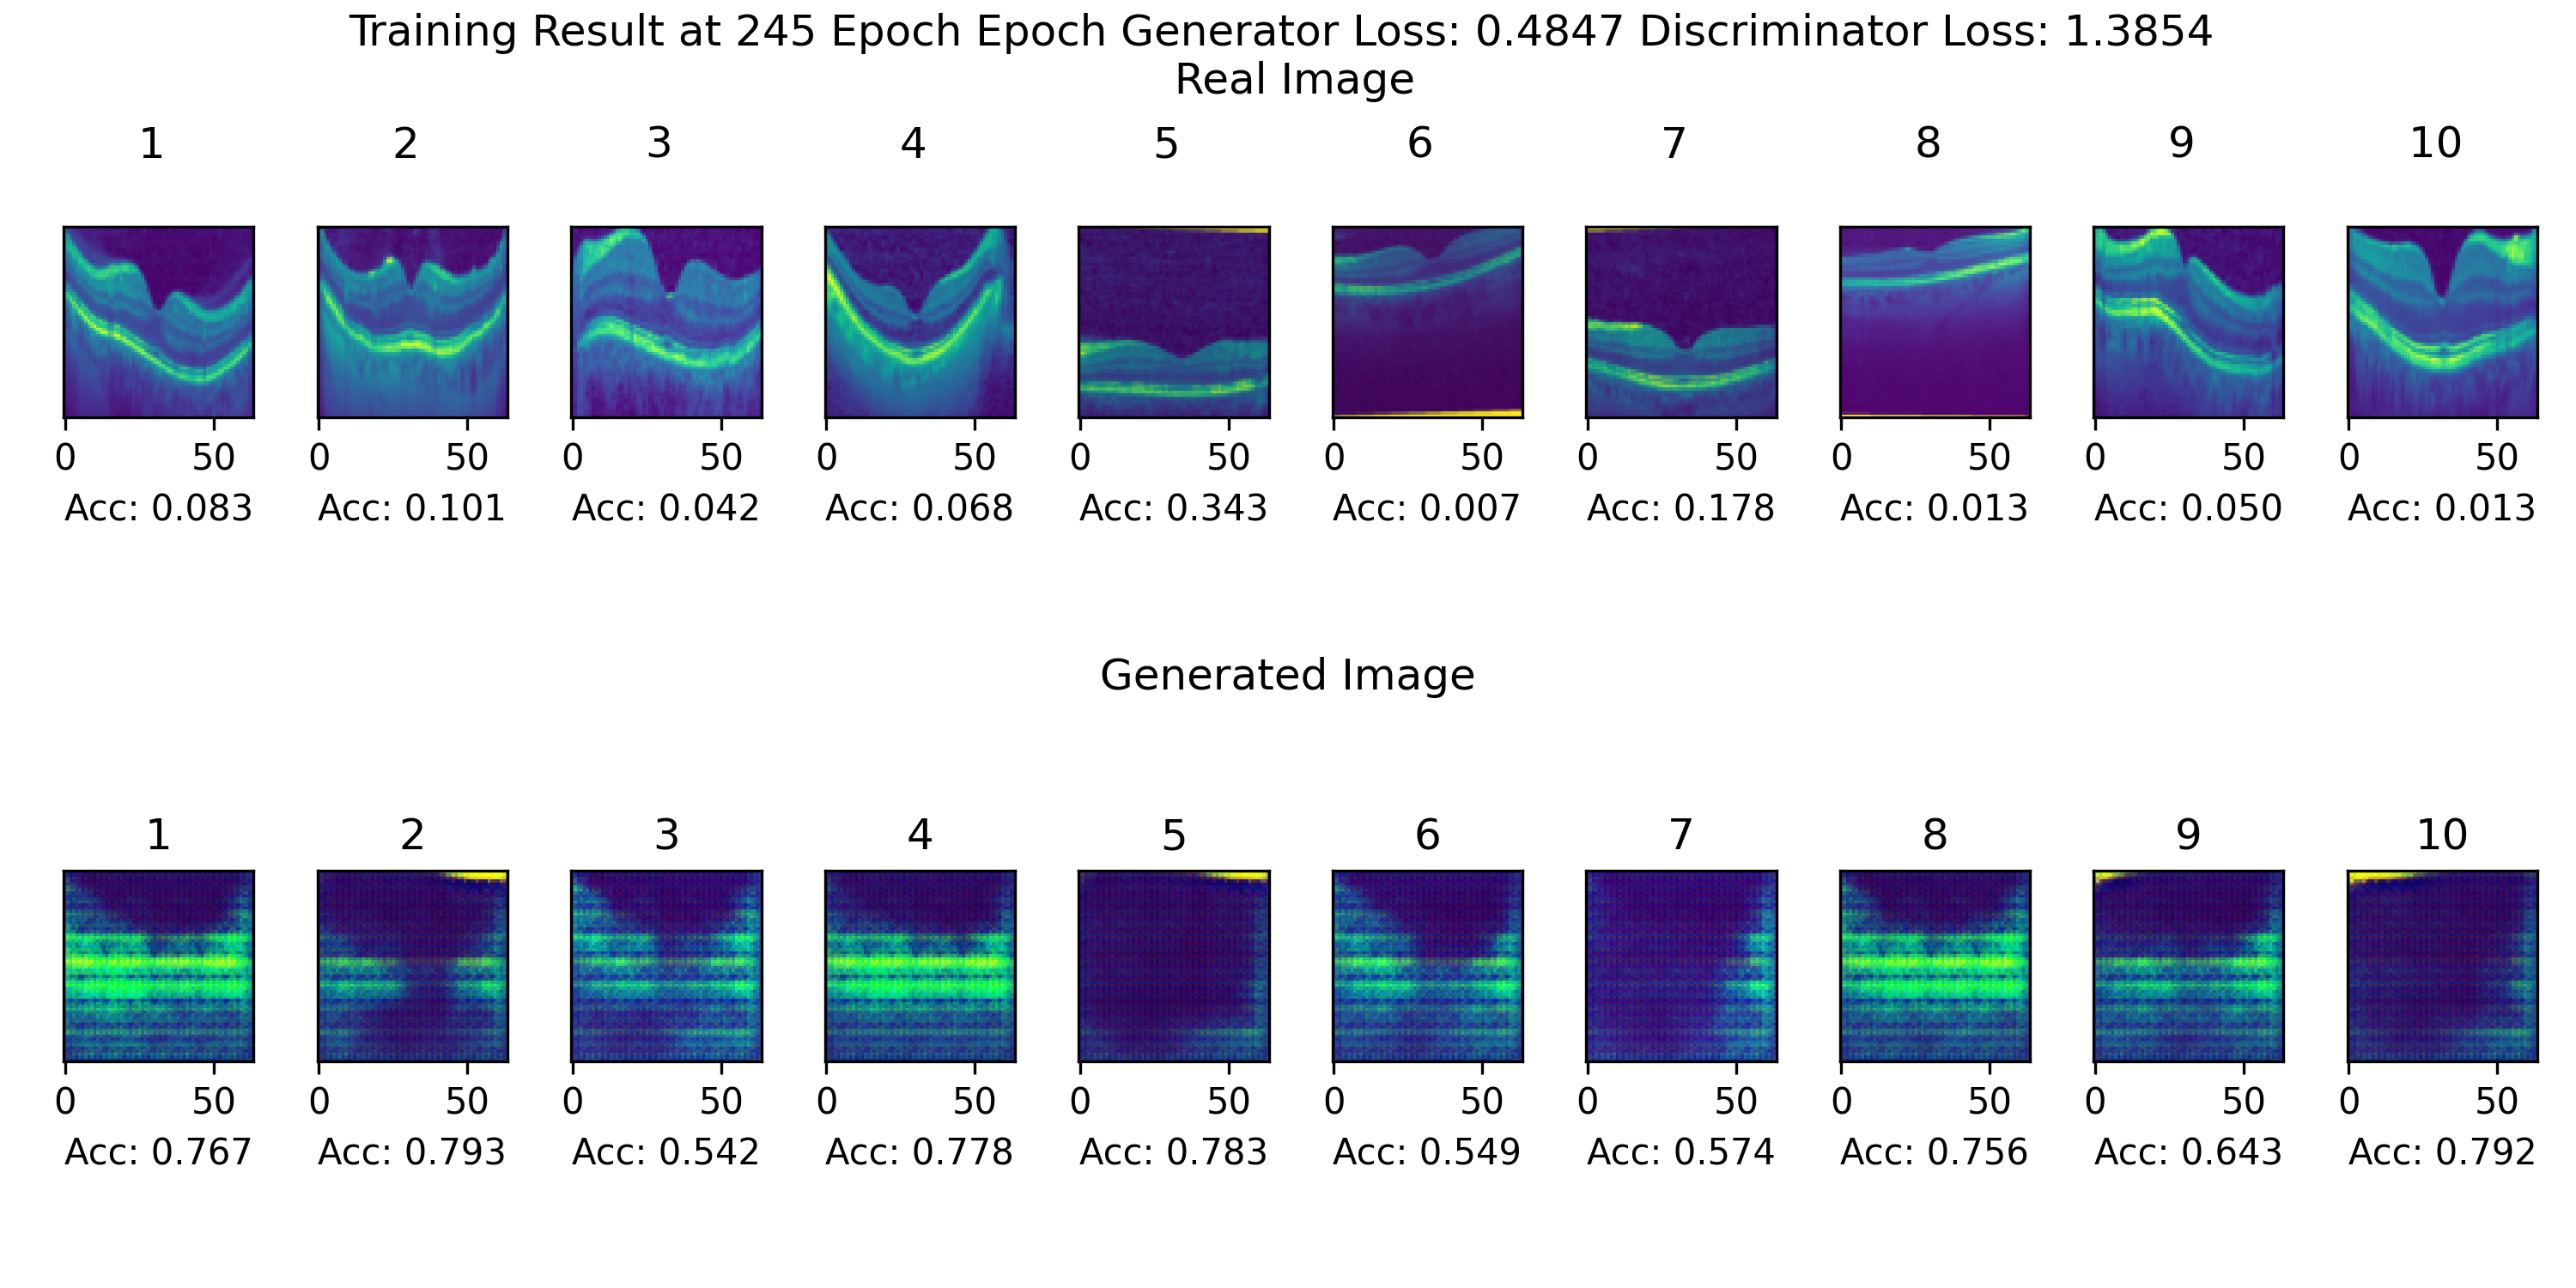 Training Result at 245 Epoch Epoch Generator Loss: 0.4847 Discriminator Loss: 1.3854
Real Image
1 2 3 4 5 6 7 8 9 10
0 50 0 50 0 50 0 50 0 50 0 50 0 50 0 50 0 50 0 50
Acc: 0.083 Acc: 0.101 Acc: 0.042 Acc: 0.068 Acc: 0.343 Acc: 0.007 Acc: 0.178 Acc: 0.013 Acc: 0.050 Acc: 0.013
Generated Image
1 2 3 4 5 6 7 8 9 10
0 50 0 50 0 50 0 50 0 50 0 50 0 50 0 50 0 50 0 50
Acc: 0.767 Acc: 0.793 Acc: 0.542 Acc: 0.778 Acc: 0.783 Acc: 0.549 Acc: 0.574 Acc: 0.756 Acc: 0.643 Acc: 0.792